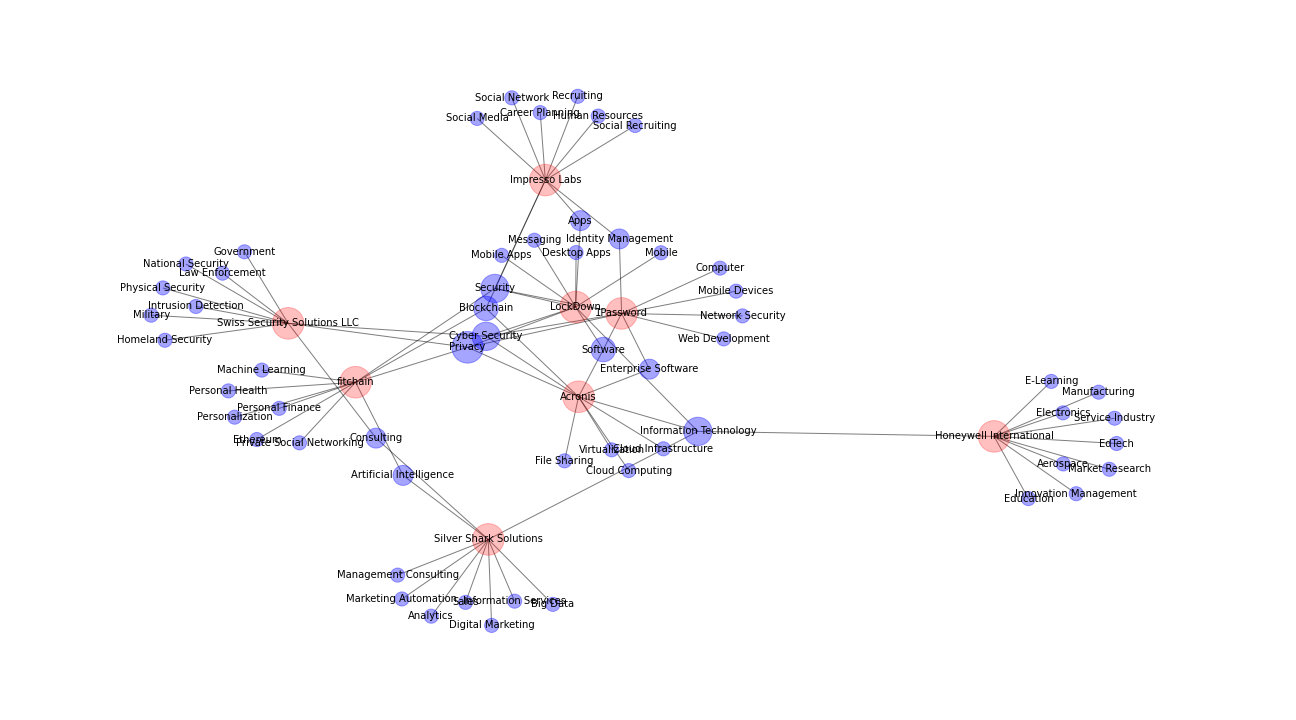 Social Network
Recruiting
Career Planning
Human Resources
Social Media
Social Recruiting
Impresso Labs
Apps
Messaging
Identity Management
Mobile Apps
Desktop Apps
Mobile
Government
National Security
Law Enforcement
Computer
Physical Security
Security
Mobile Devices
Intrusion Detection
Blockchain
LockDown
1Password
Military
Swiss Security Solutions LLC
Network Security
Homeland Security
Cyber Security
Web Development
Privacy
Software
Machine Learning
Enterprise Software
fitchain
E-Learning
Personal Health
Acronis
Manufacturing
Personal Finance
Personalization
Electronics
Service Industry
Information Technology
Honeywell International
Ethereum
Private Social Networking
Consulting
EdTech
Virtualization
Cloud Infrastructure
File Sharing
Cloud Computing
Aerospace
Market Research
Artificial Intelligence
Innovation Management
Education
Silver Shark Solutions
Management Consulting
Marketing Automation
Sales
Information Services
Big Data
Analytics
Digital Marketing